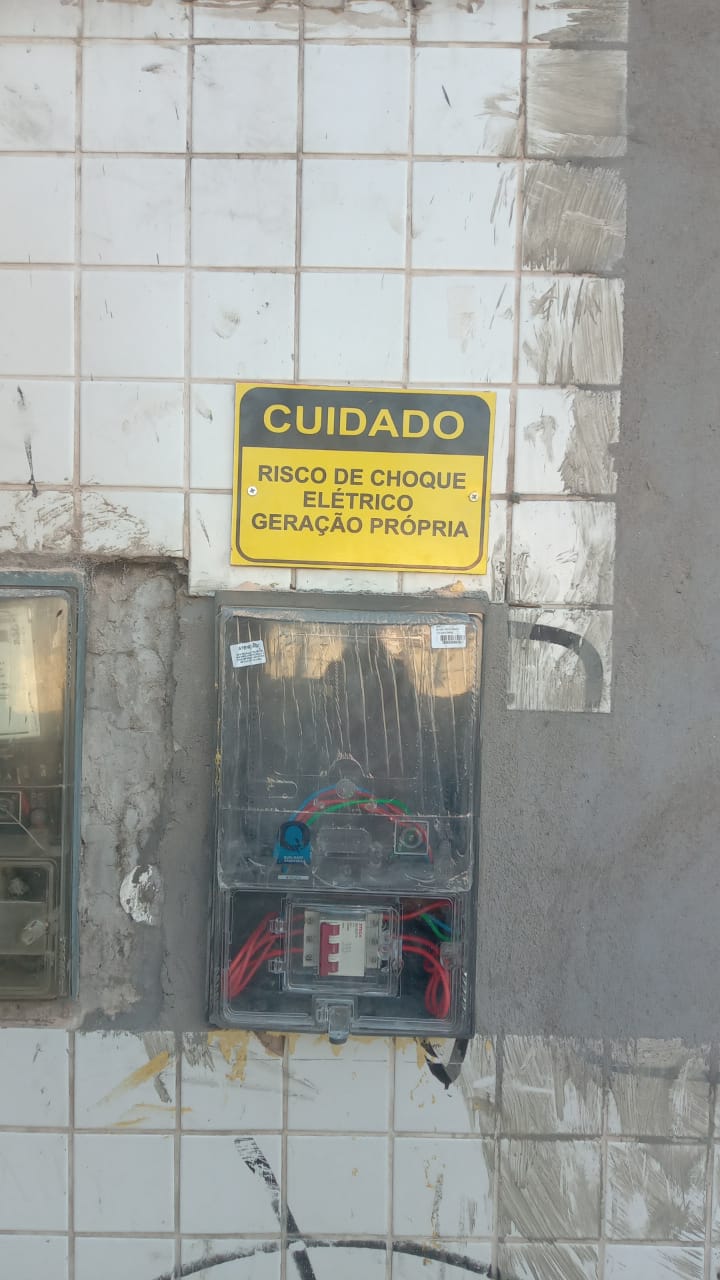 CUIDADO
RISCO DE CHOQUE
ELÉTRICO
GERAÇÃO PRÓPRIA